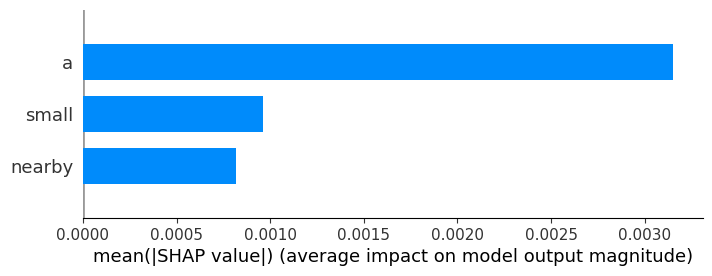 a
small
nearby
0.0000 0.0005 0.0010 0.0015 0.0020 0.0025 0.0030
mean(|SHAP value|) (average impact on model output magnitude)